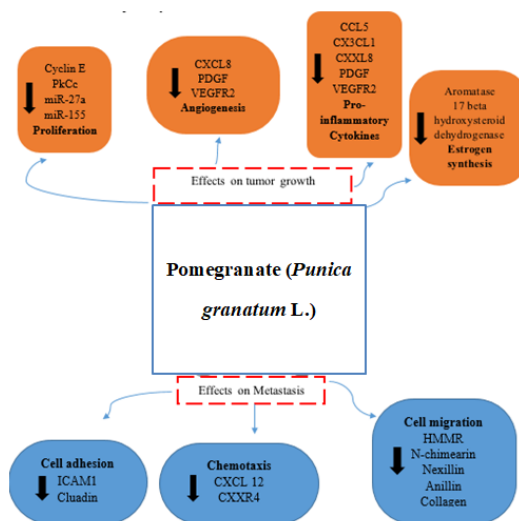 Cyclin E
PkCc
miR-27a
miR-155
Proliferation
CXCL8
PDGF
VEGFR2
Angiogenesis
CCL5
CX3CL1
CXXL8
PDGF
VEGFR2
Pro-
inflammatory
Cytokines
Aromatase
17 beta
hydroxysteroid
dehydrogenase
Estrogen
synthesis
Effects on tumor growth
Pomegranate (Punica
granatum L.)
Effects on Metastasis
Cell adhesion
ICAM1
Cluadin
Chemotaxis
CXCL 12
CXXR4
Cell migration
HMMR
N-chimearin
Nexillin
Anillin
Collagen